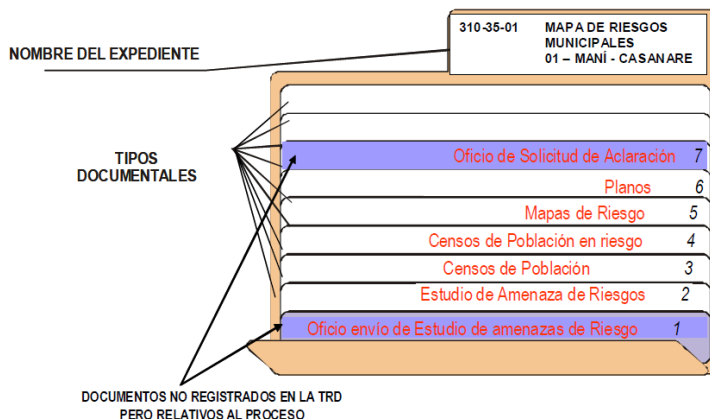 310-35-01 MAPA DE RIESGOS
MUNICIPALES
01 – MANÍ - CASANARE
NOMBRE DEL EXPEDIENTE
TIPOS
DOCUMENTALES
Oficio de Solicitud de Aclaración 7
Planos 6
Mapas de Riesgo 5
Censos de Población en riesgo 4
Censos de Población 3
Estudio de Amenaza de Riesgos 2
Oficio envio de Estudio de amenazas de Riesgo 1
DOCUMENTOS NO REGISTRADOS EN LA TRD
PERO RELATIVOS AL PROCESO